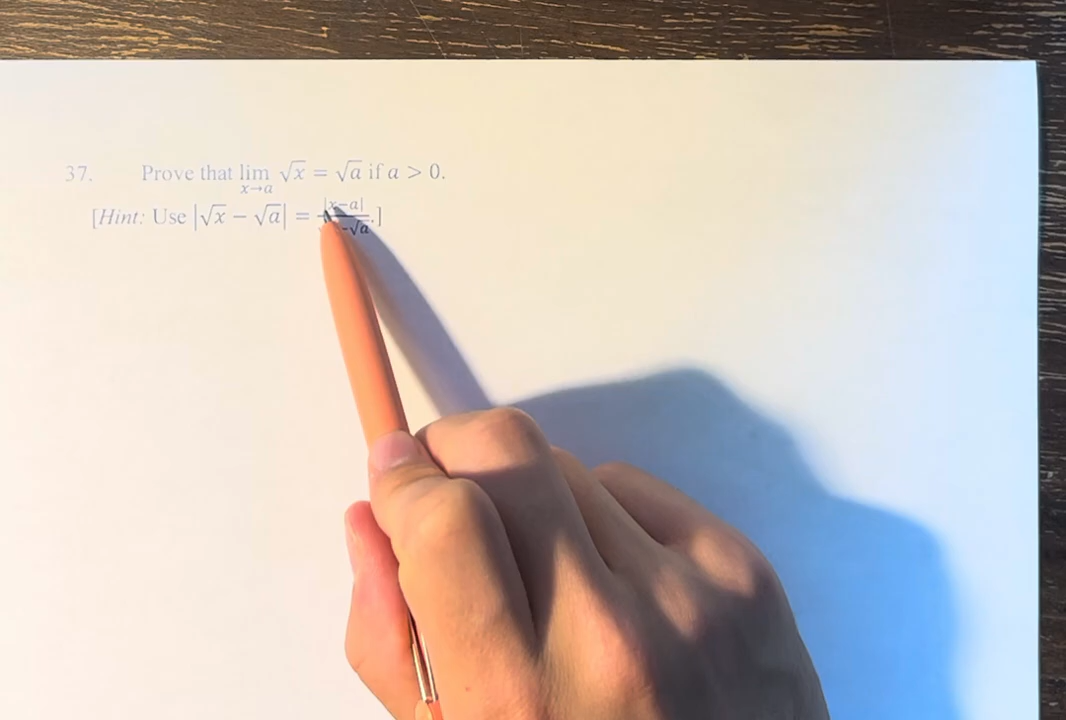 37. Prove that lim x→a √x = √a if a > 0.
[Hint: Use |√x − √a| = |x−a| / -√a.]